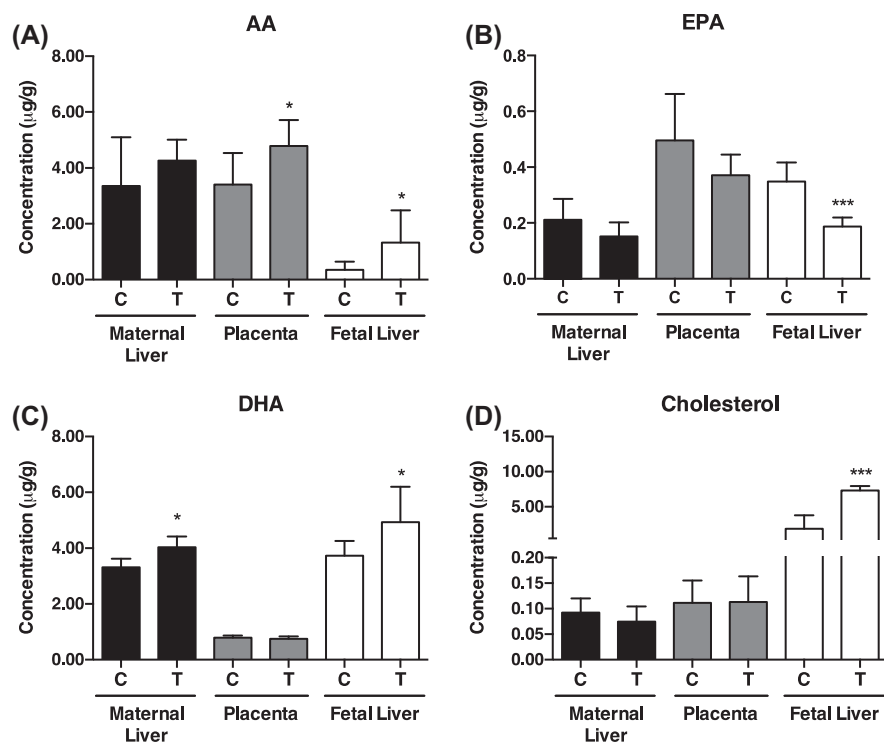 (A)
AA
Concentration (μg/g)
8.00
6.00
4.00
2.00
0.00
* *
C T C T C T
Maternal Liver
Placenta
Fetal Liver
(B)
EPA
Concentration (μg/g)
0.8
0.6
0.4
0.2
0.0
***
C T C T C T
Maternal Liver
Placenta
Fetal Liver
(C)
DHA
Concentration (μg/g)
8.00
6.00
4.00
2.00
0.00
* *
C T C T C T
Maternal Liver
Placenta
Fetal Liver
(D)
Cholesterol
Concentration (μg/g)
15.00
10.00
5.00
0.20
0.15
0.10
0.05
0.00
***
C T C T C T
Maternal Liver
Placenta
Fetal Liver